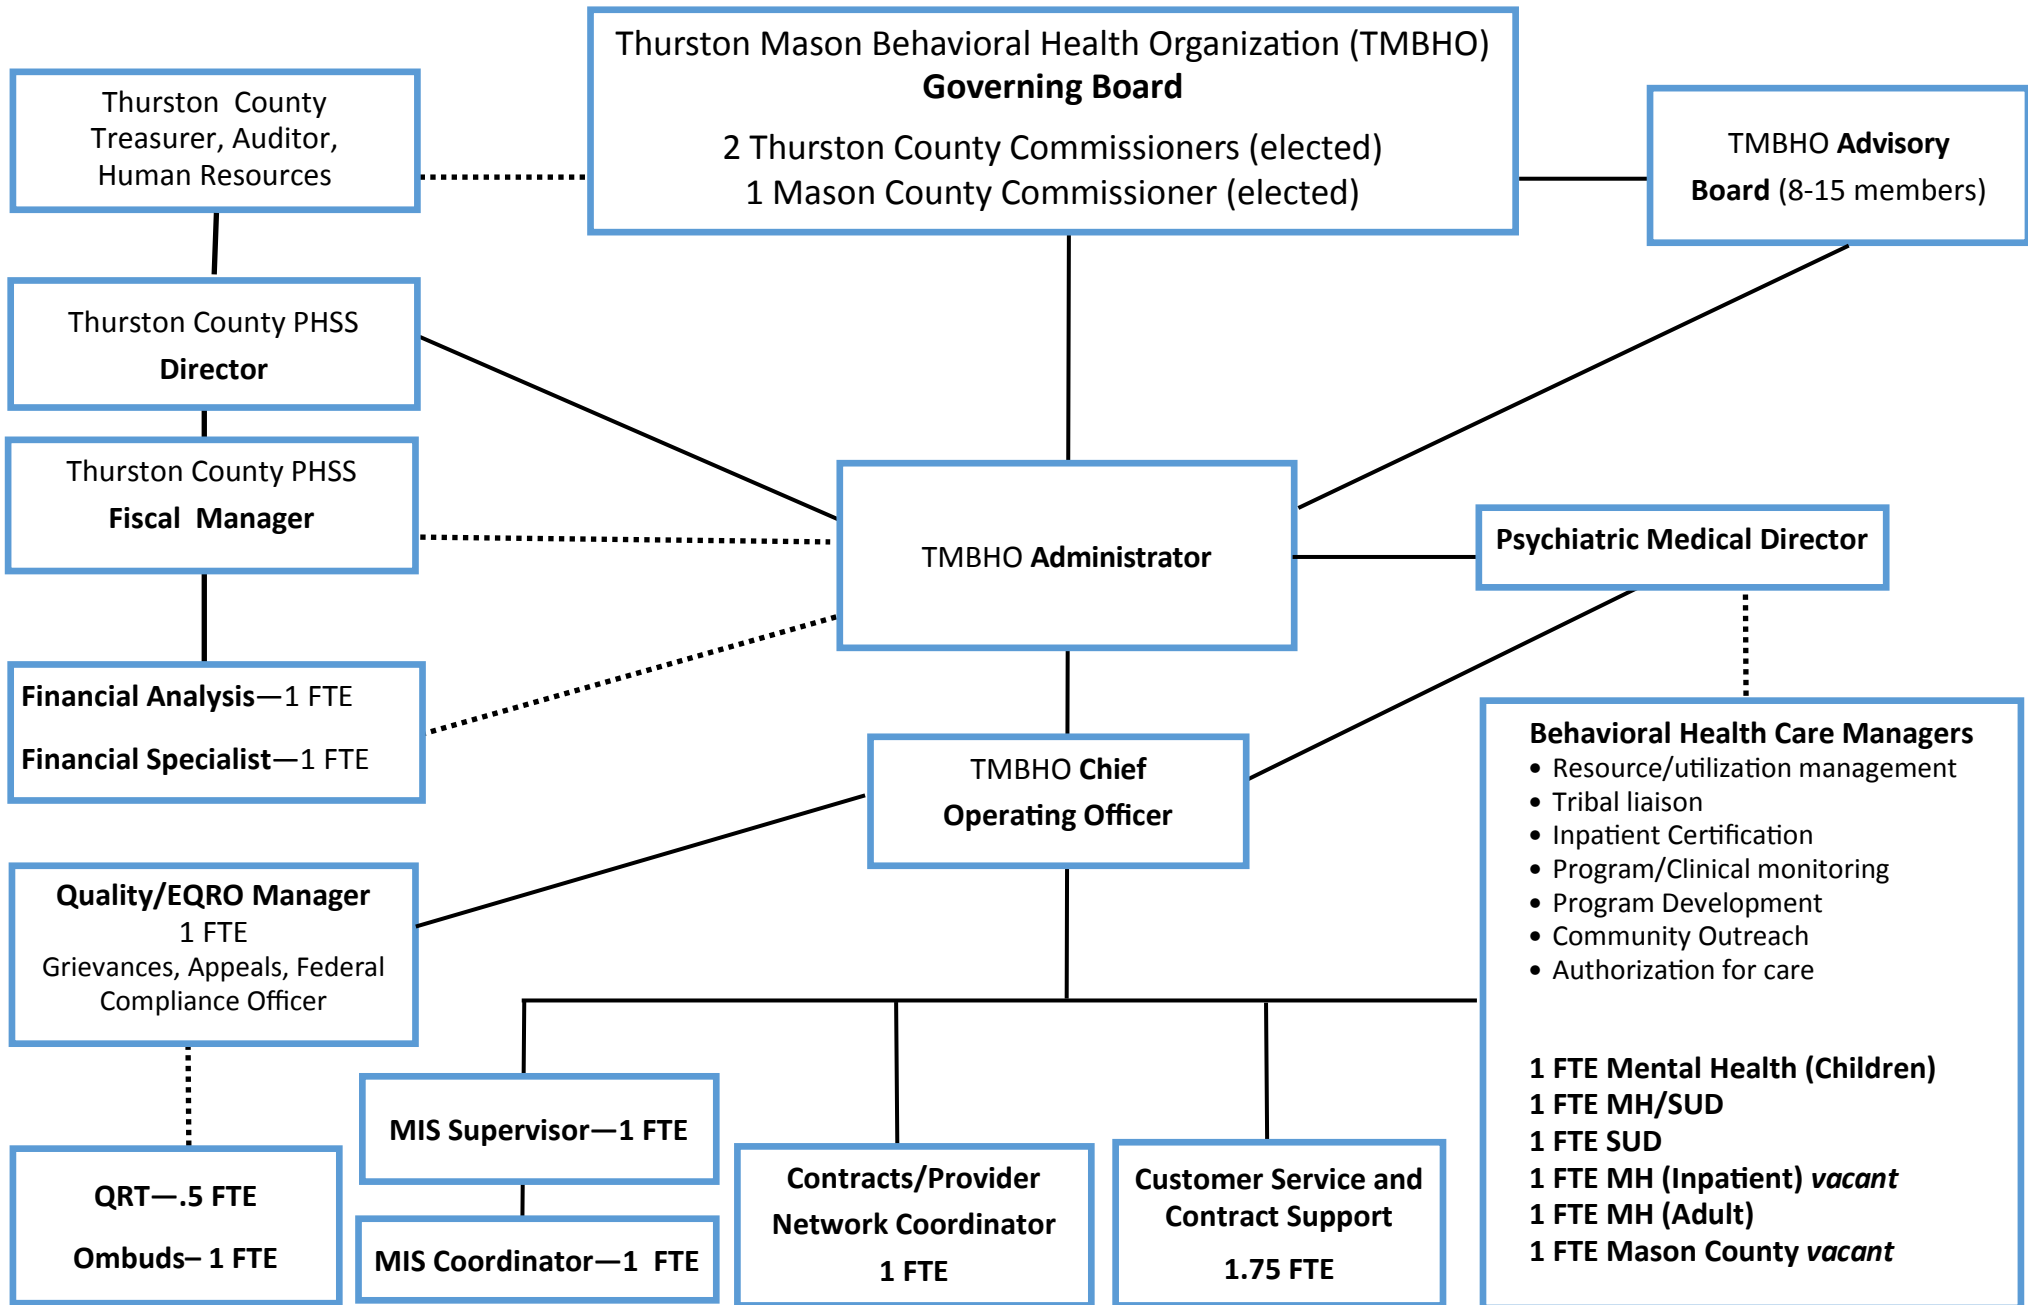 Thurston Mason Behavioral Health Organization (TMBHO)
Governing Board
2 Thurston County Commissioners (elected)
1 Mason County Commissioner (elected)
Thurston County
Treasurer, Auditor,
Human Resources
TMBHO Advisory
Board (8-15 members)
Thurston County PHSS
Director
Thurston County PHSS
Fiscal Manager
TMBHO Administrator
Psychiatric Medical Director
Financial Analysis—1 FTE
Financial Specialist—1 FTE
TMBHO Chief
Operating Officer
Behavioral Health Care Managers
• Resource/utilization management
• Tribal liaison
• Inpatient Certification
• Program/Clinical monitoring
• Program Development
• Community Outreach
• Authorization for care
1 FTE Mental Health (Children)
1 FTE MH/SUD
1 FTE SUD
1 FTE MH (Inpatient) vacant
1 FTE MH (Adult)
1 FTE Mason County vacant
Quality/EQRO Manager
1 FTE
Grievances, Appeals, Federal
Compliance Officer
QRT—.5 FTE
Ombuds– 1 FTE
MIS Supervisor—1 FTE
MIS Coordinator—1 FTE
Contracts/Provider
Network Coordinator
1 FTE
Customer Service and
Contract Support
1.75 FTE